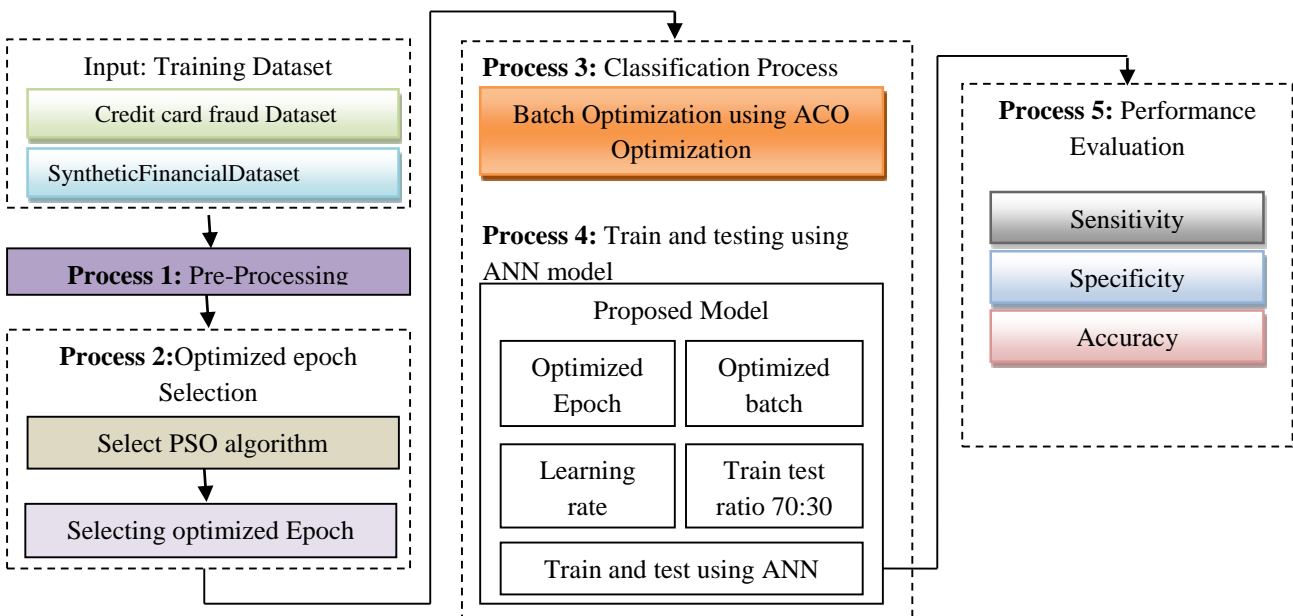 Input: Training Dataset
Credit card fraud Dataset
SyntheticFinancialDataset
Process 1: Pre-Processing
Process 2:Optimized epoch
Selection
Select PSO algorithm
Selecting optimized Epoch
Process 3: Classification Process
Batch Optimization using ACO
Optimization
Process 4: Train and testing using
ANN model
Proposed Model
Optimized
Epoch
Optimized
batch
Learning
rate
Train test
ratio 70:30
Train and test using ANN
Process 5: Performance
Evaluation
Sensitivity
Specificity
Accuracy